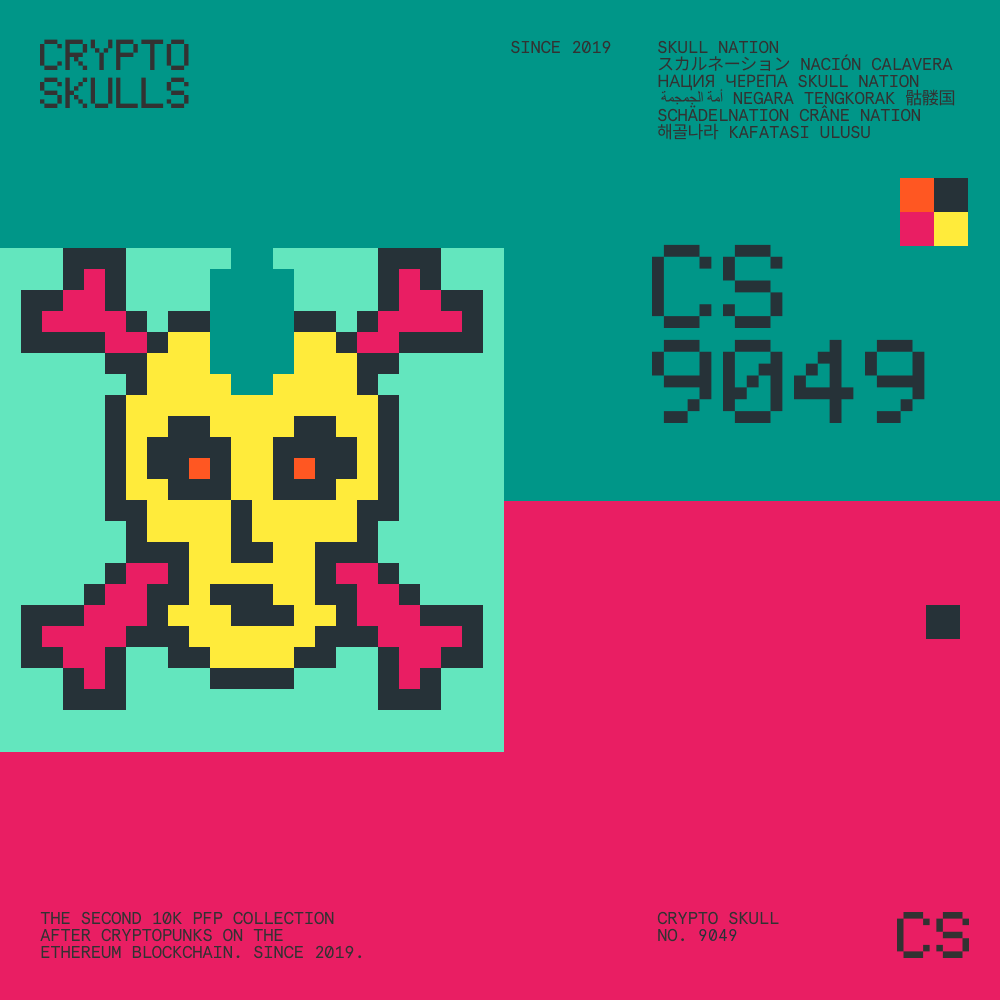 CRYPTO
SKULLS
SINCE 2019
SKULL NATION
スカルネーション NACIÓN CALAVERA
НАЦИЯ ЧЕРЕПА SKULL NATION
أمة الجمجمة NEGARA TENGKORAK 骷髅国
SCHÄDELNATION CRÂNE NATION
해골나라 KAFATASI ULUSU
CS
9049
THE SECOND 10K PFP COLLECTION
AFTER CRYPTOPUNKS ON THE
ETHEREUM BLOCKCHAIN. SINCE 2019.
CRYPTO SKULL
NO. 9049
CS